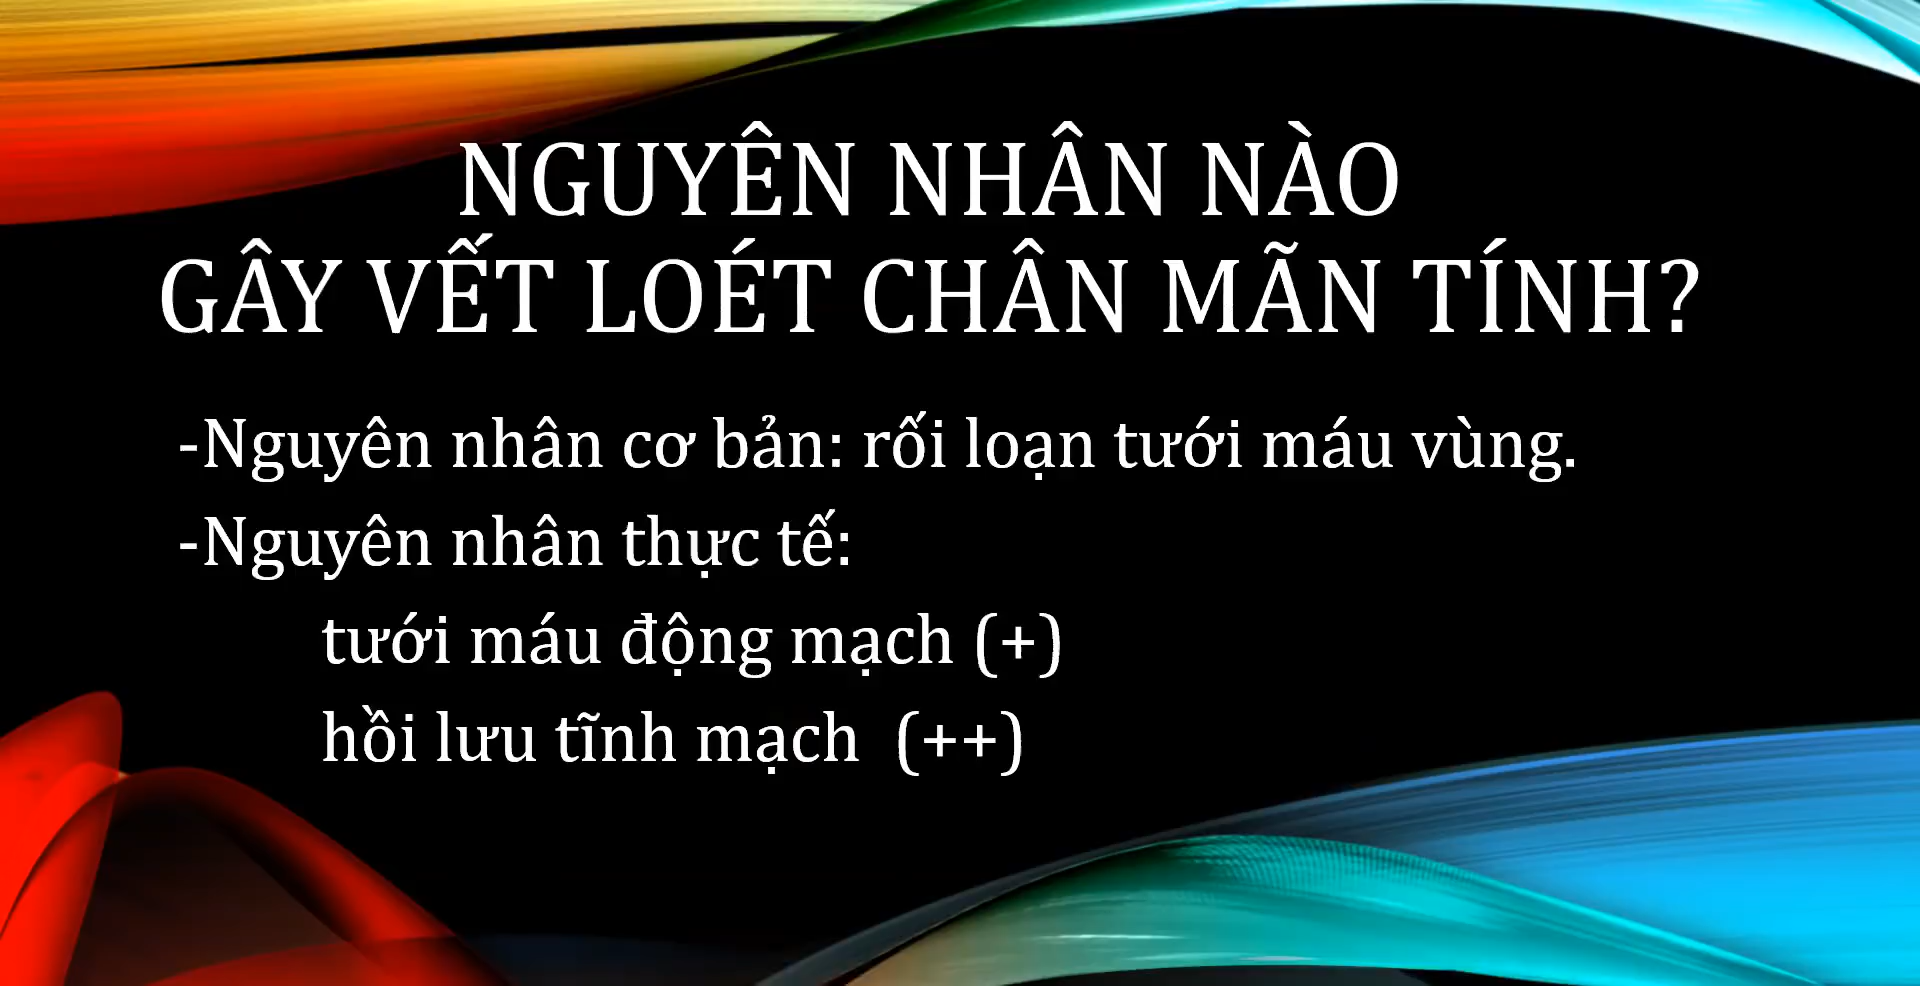 NGUYÊN NHÂN NÀO
GÂY VẾT LOÉT CHÂN MÃN TÍNH?
-Nguyên nhân cơ bản: rối loạn tưới máu vùng.
-Nguyên nhân thực tế:
tưới máu động mạch (+)
hồi lưu tĩnh mạch (++)